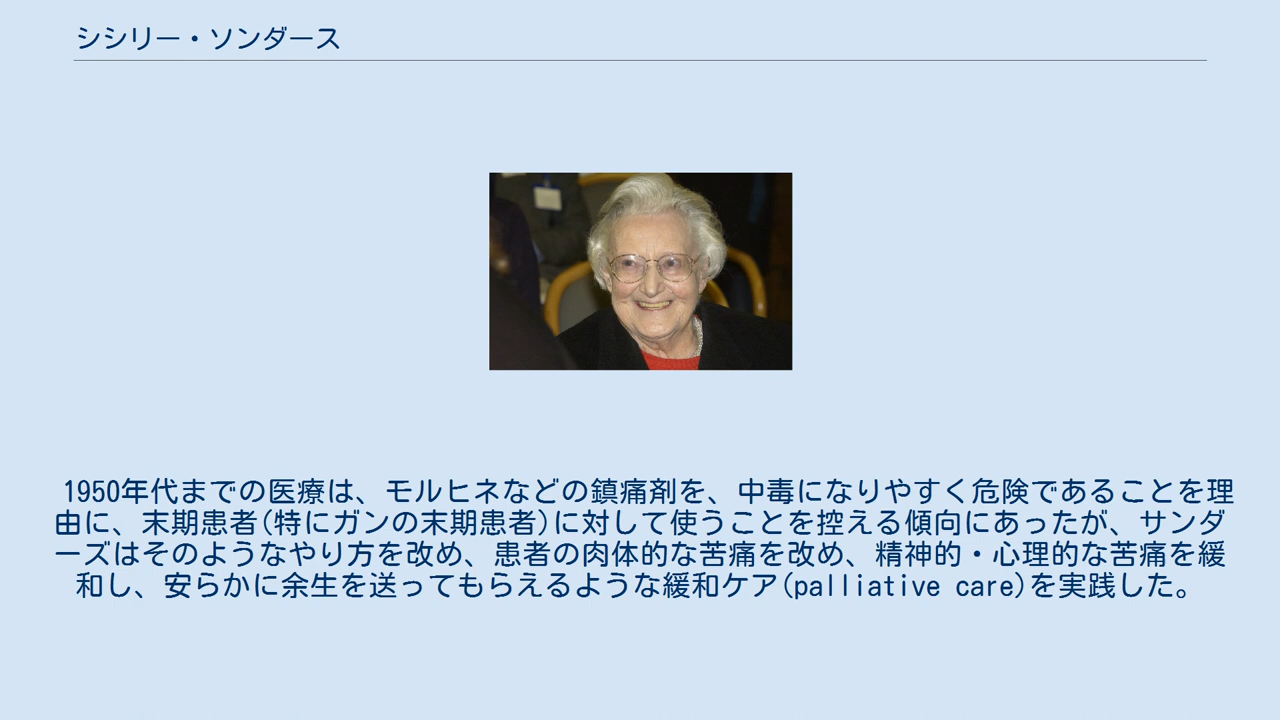 シシリー・ソンダース
1950年代までの医療は、モルヒネなどの鎮痛剤を、中毒になりやすく危険であることを理
由に、末期患者(特にガンの末期患者)に対して使うことを控える傾向にあったが、サンダ
ーズはそのようなやり方を改め、患者の肉体的な苦痛を改め、精神的・心理的な苦痛を緩
和し、安らかに余生を送ってもらえるような緩和ケア(palliative care)を実践した。